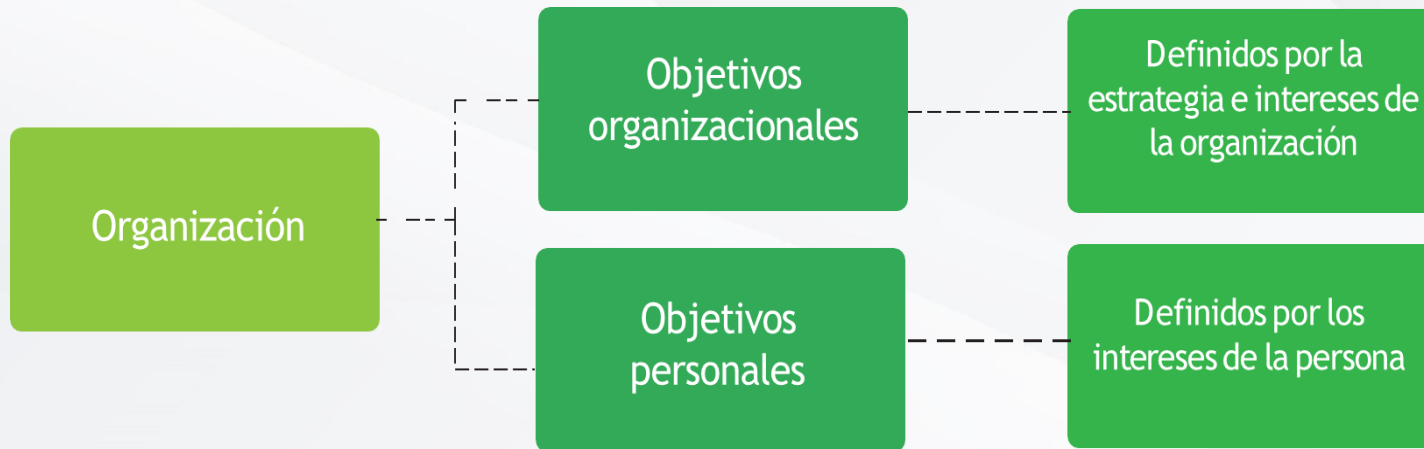 Organización
Objetivos
organizacionales
Definidos por la
estrategia e intereses de
la organización
Objetivos
personales
Definidos por los
intereses de la persona